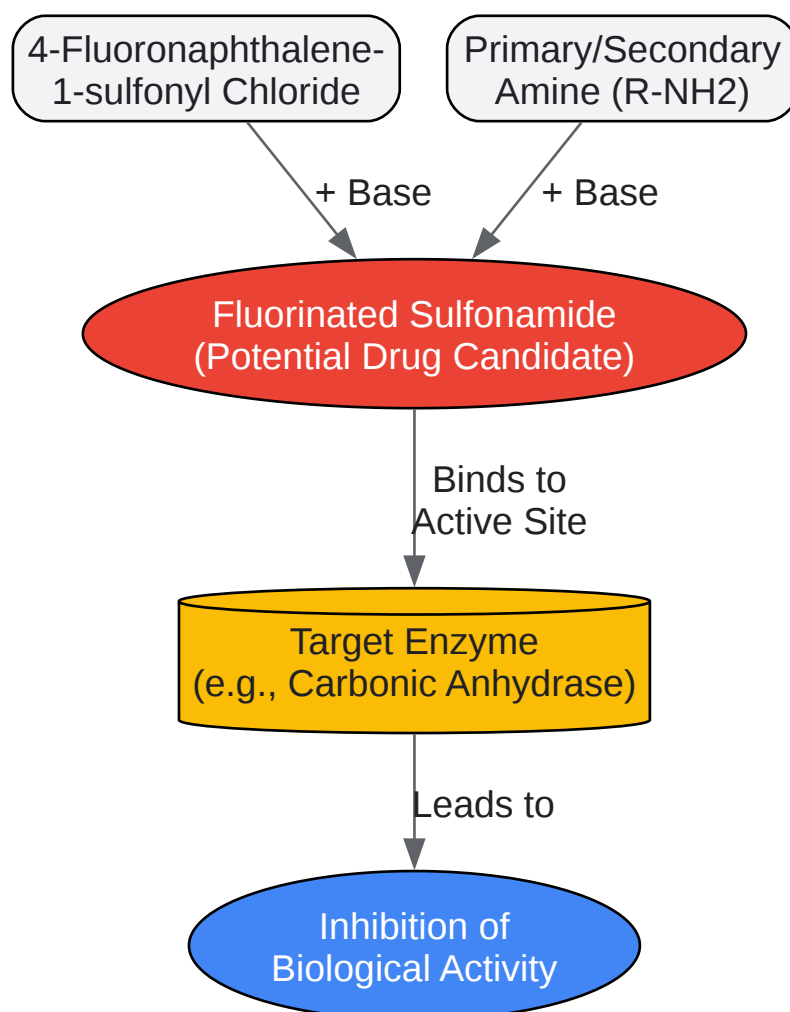 4-Fluoronaphthalene-
1-sulfonyl Chloride
Primary/Secondary
Amine (R-NH2)
+ Base
+ Base
Fluorinated Sulfonamide
(Potential Drug Candidate)
Binds to
Active Site
Target Enzyme
(e.g., Carbonic Anhydrase)
Leads to
Inhibition of
Biological Activity